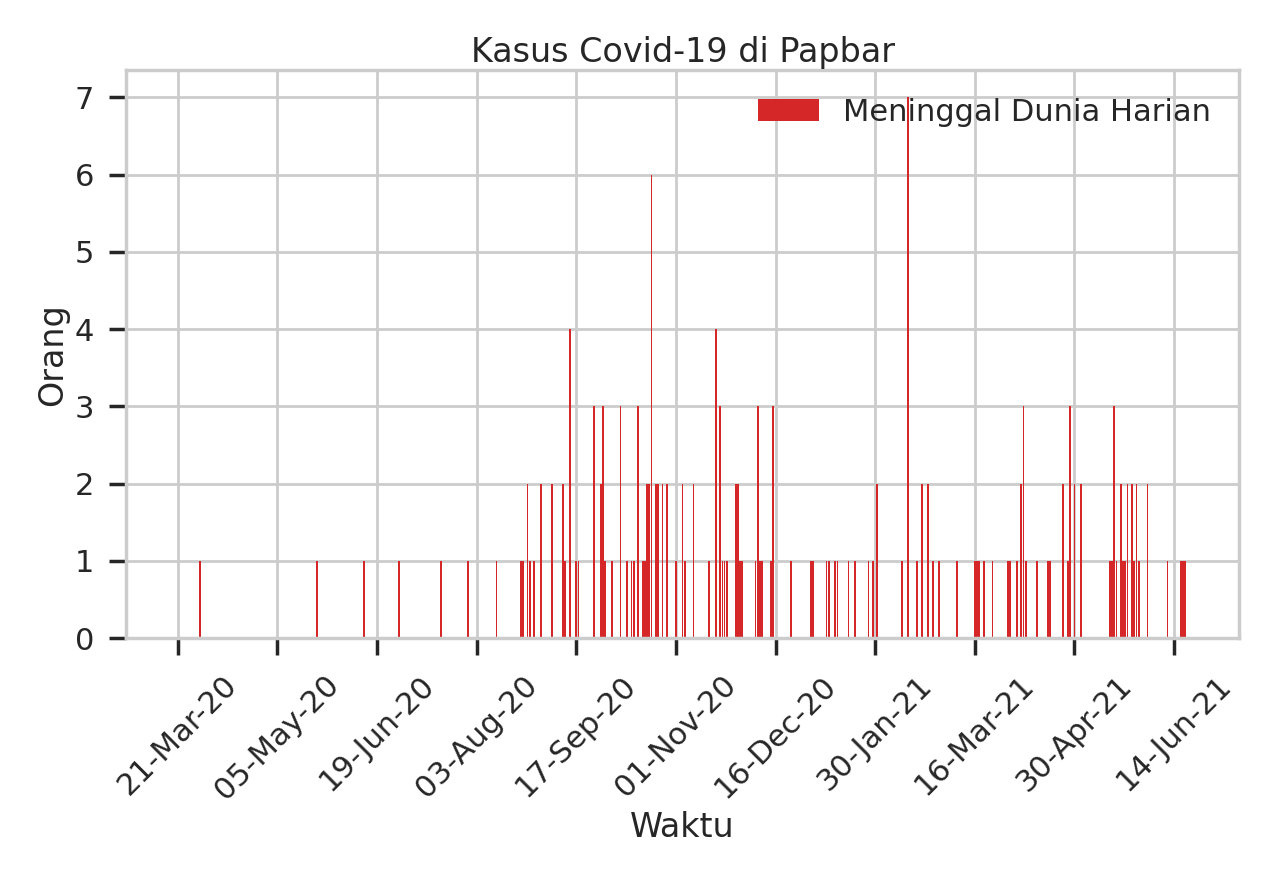 Kasus Covid-19 di Papbar
Meninggal Dunia Harian
Orang
7
6
5
4
3
2
1
0
21-Mar-20
05-May-20
19-Jun-20
03-Aug-20
17-Sep-20
01-Nov-20
16-Dec-20
30-Jan-21
16-Mar-21
30-Apr-21
14-Jun-21
Waktu